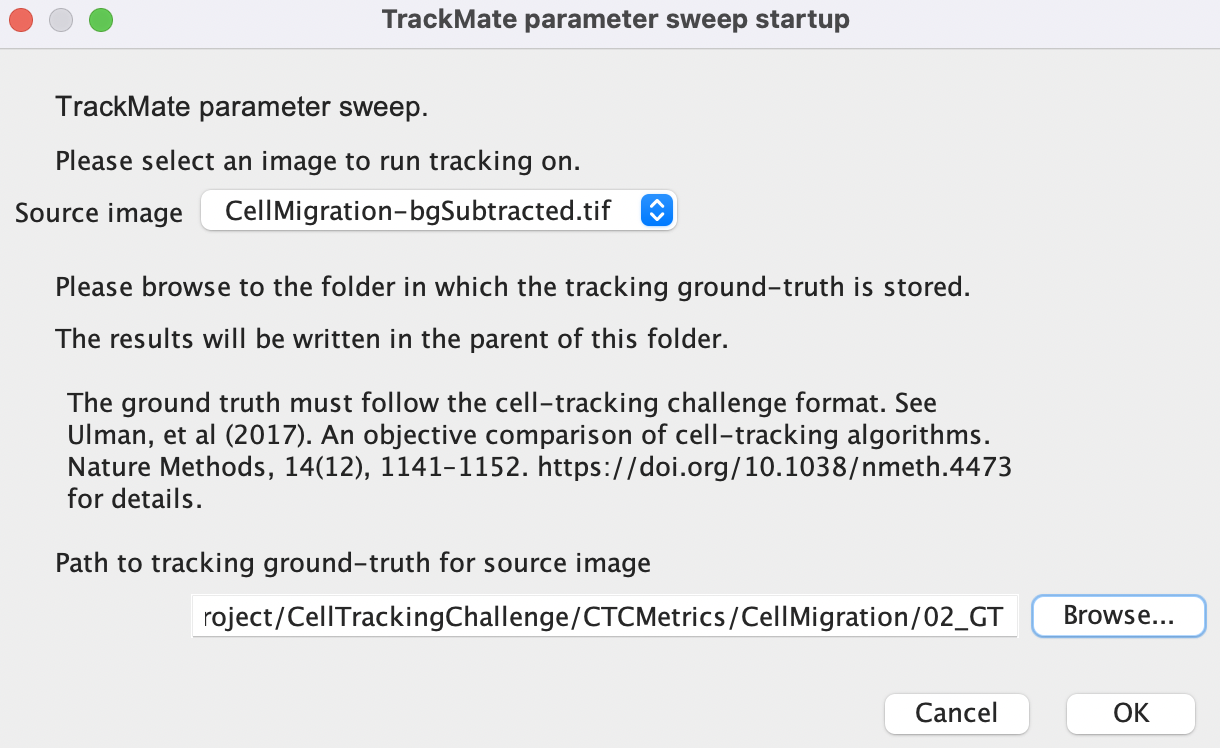 TrackMate parameter sweep startup
TrackMate parameter sweep.
Please select an image to run tracking on.
Source image CellMigration-bgSubtracted.tif
Please browse to the folder in which the tracking ground-truth is stored.
The results will be written in the parent of this folder.
The ground truth must follow the cell-tracking challenge format. See
Ulman, et al (2017). An objective comparison of cell-tracking algorithms.
Nature Methods, 14(12), 1141-1152. https://doi.org/10.1038/nmeth.4473
for details.
Path to tracking ground-truth for source image
roject/CellTrackingChallenge/CTCMetrics/CellMigration/02_GT Browse...
Cancel OK